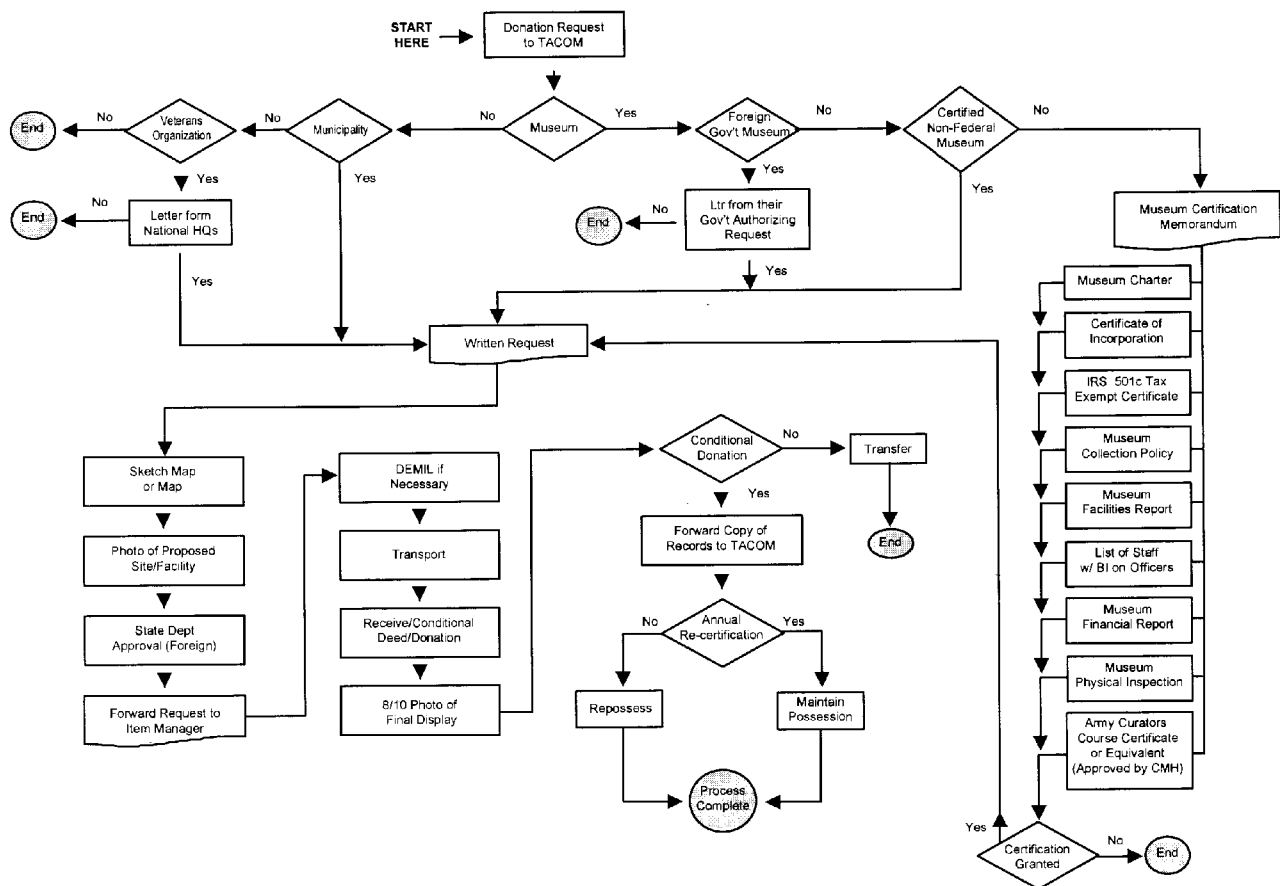 START
HERE
Donation Request
to TACOM
No
Veterans
Organization
No
Municipality
No
Museum
Yes
Foreign
Gov't Museum
No
Certified
Non-Federal
Museum
No
End
Yes
Yes
Yes
Yes
End
No
Letter form
National HQs
End
No
Ltr from their
Gov't Authorizing
Request
Museum Certification
Memorandum
Yes
Yes
Written Request
Museum Charter
Certificate of
Incorporation
IRS 501c Tax
Exempt Certificate
Museum
Collection Policy
Museum
Facilities Report
List of Staff
w/ BI on Officers
Museum
Financial Report
Museum
Physical Inspection
Army Curators
Course Certificate
or Equivalent
(Approved by CMH)
Yes
Certification
Granted
No
End
Sketch Map
or Map
Photo of Proposed
Site/Facility
State Dept
Approval (Foreign)
Forward Request to
Item Manager
DEMIL if
Necessary
Transport
Receive/Conditional
Deed/Donation
8/10 Photo of
Final Display
Conditional
Donation
No
Transfer
End
Yes
Forward Copy of
Records to TACOM
No
Annual
Re-certification
Yes
Repossess
Maintain
Possession
Process
Complete